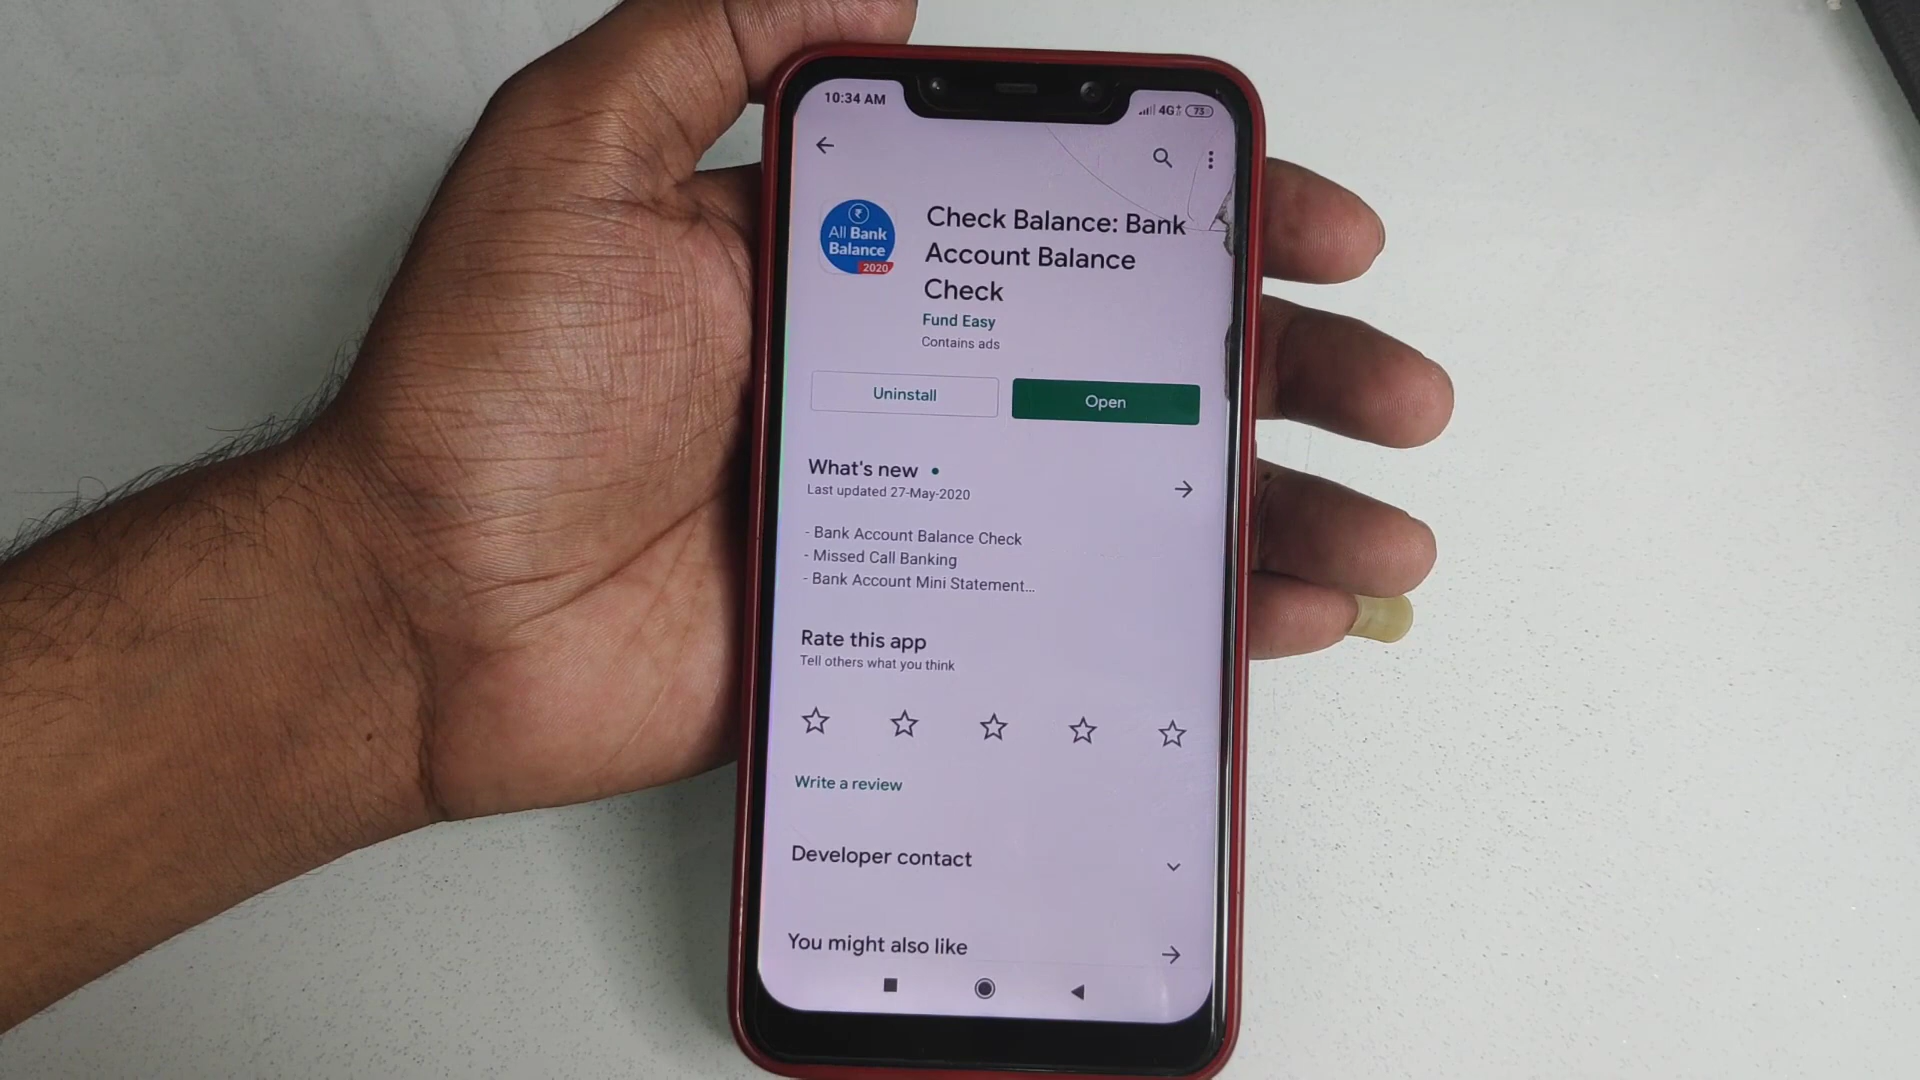 10:34 AM
4G+
73
₹
All Bank
Balance
2020
Check Balance: Bank
Account Balance
Check
Fund Easy
Contains ads
Uninstall
Open
What's new
Last updated 27-May-2020
- Bank Account Balance Check
- Missed Call Banking
- Bank Account Mini Statement...
Rate this app
Tell others what you think
Write a review
Developer contact
You might also like